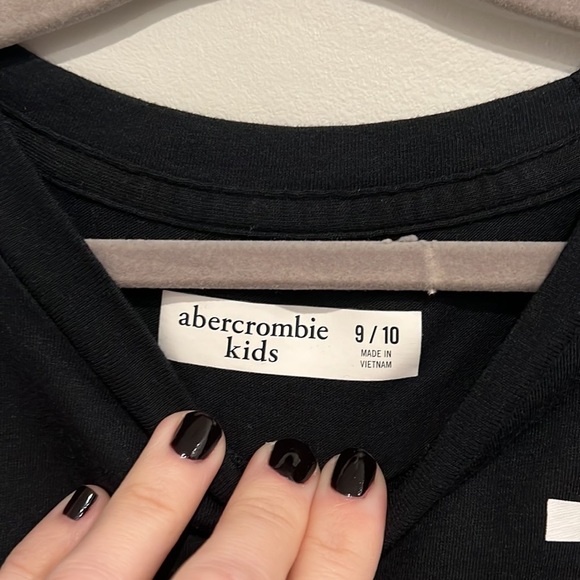 abercrombie
kids
9 / 10
MADE IN
VIETNAM